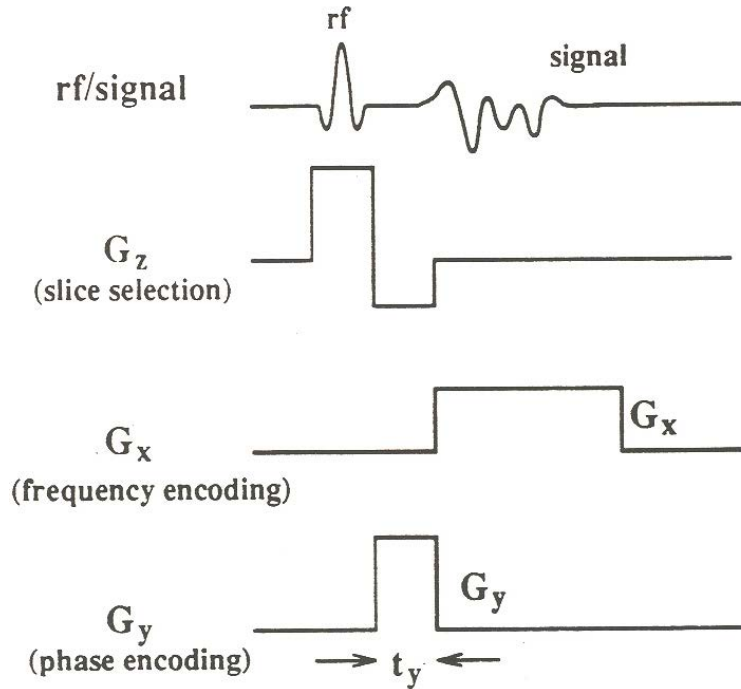 rf
signal
rf/signal
G_z
(slice selection)
G_x
G_x
(frequency encoding)
G_y
G_y
(phase encoding)
t_y